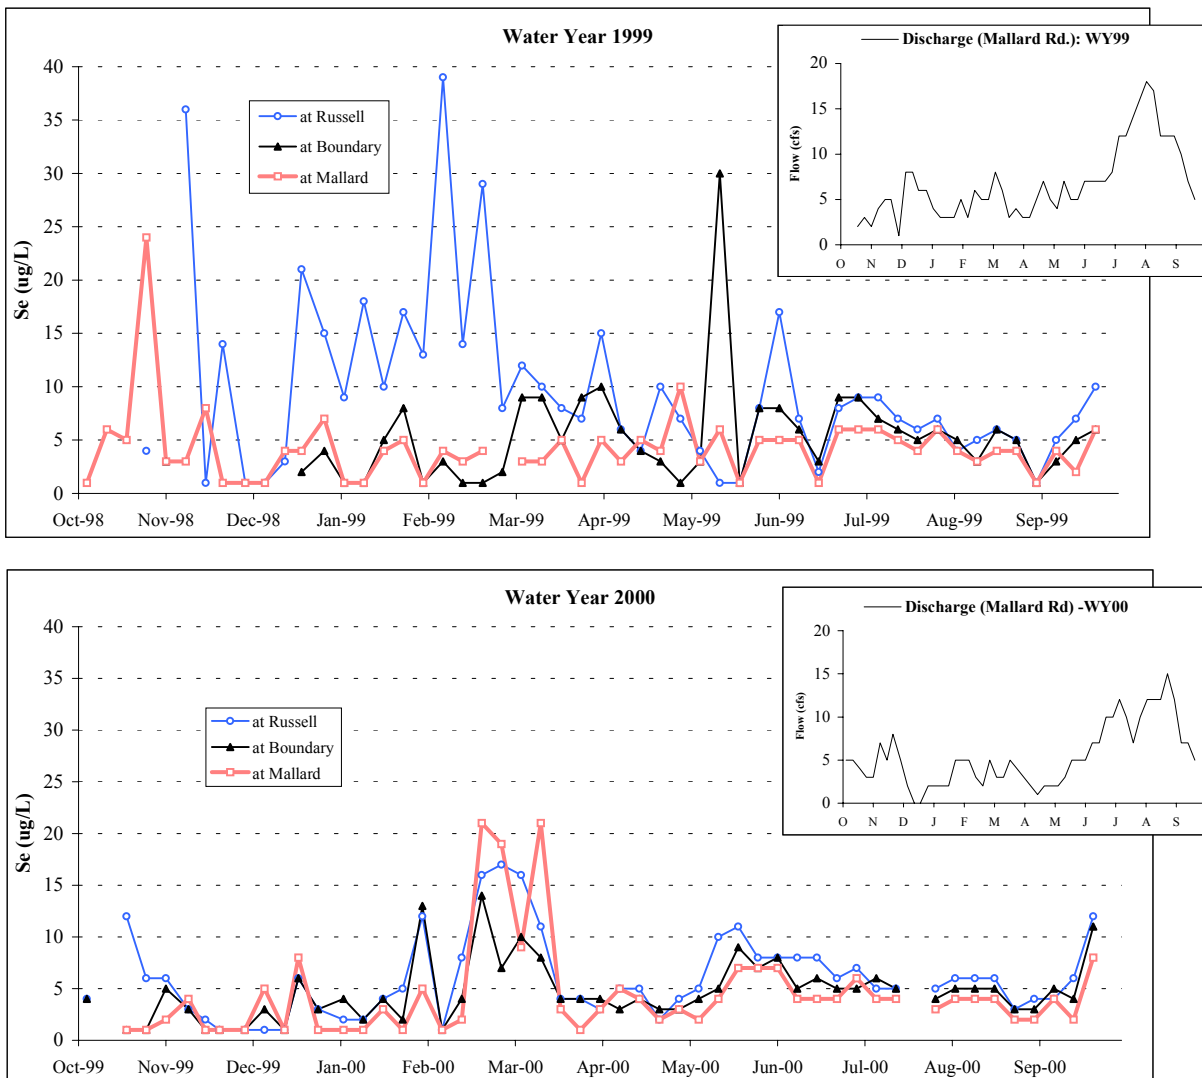 Water Year 1999
Discharge (Mallard Rd.): WY99
20
15
10
5
0
Flow (cfs)
O N D J F M A M J J A S
40
35
30
25
20
15
10
5
0
Se (ug/L)
at Russell
at Boundary
at Mallard
Oct-98 Nov-98 Dec-98 Jan-99 Feb-99 Mar-99 Apr-99 May-99 Jun-99 Jul-99 Aug-99 Sep-99
Water Year 2000
Discharge (Mallard Rd) -WY00
20
15
10
5
0
Flow (cfs)
O N D J F M A M J J A S
40
35
30
25
20
15
10
5
0
Se (ug/L)
at Russell
at Boundary
at Mallard
Oct-99 Nov-99 Dec-99 Jan-00 Feb-00 Mar-00 Apr-00 May-00 Jun-00 Jul-00 Aug-00 Sep-00